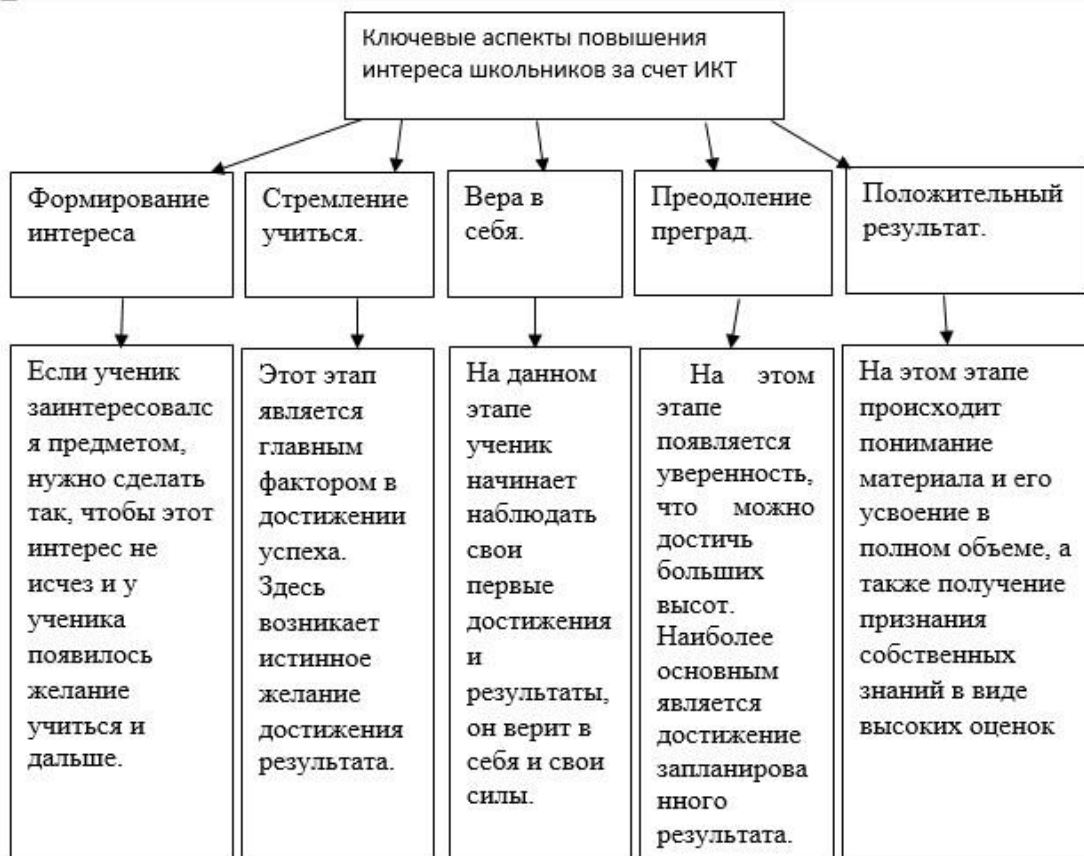 Ключевые аспекты повышения
интереса школьников за счет ИКТ
Формирование
интереса
Стремление
учиться.
Вера в
себя.
Преодоление
преград.
Положительный
результат.
Если ученик
заинтересовалс
я предметом,
нужно сделать
так, чтобы этот
интерес не
исчез и у
ученика
появилось
желание
учиться и
дальше.
Этот этап
является
главным
фактором в
достижении
успеха.
Здесь
возникает
истинное
желание
достижения
результата.
На данном
этапе
ученик
начинает
наблюдать
свои
первые
достижения
и
результаты,
он верит в
себя и свои
силы.
На этом
этапе
появляется
уверенность,
что можно
достичь
больших
высот.
Наиболее
основным
является
достижение
запланирова
нного
результата.
На этом этапе
происходит
понимание
материала и его
усвоение в
полном объеме, а
также получение
признания
собственных
знаний в виде
высоких оценок